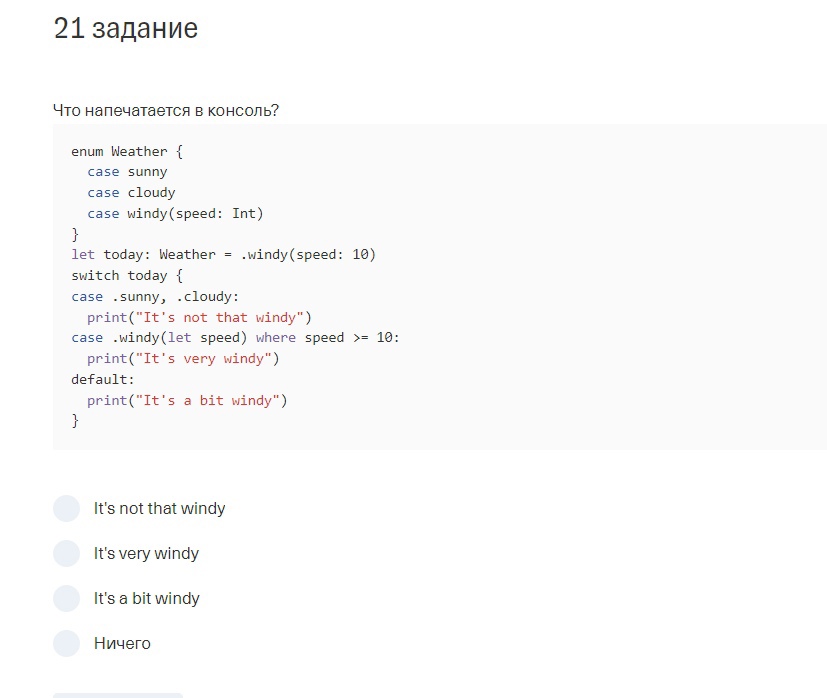 21 задание
Что напечатается в консоль?
enum Weather {
  case sunny
  case cloudy
  case windy(speed: Int)
}
let today: Weather = .windy(speed: 10)
switch today {
case .sunny, .cloudy:
  print("It's not that windy")
case .windy(let speed) where speed >= 10:
  print("It's very windy")
default:
  print("It's a bit windy")
}
It's not that windy
It's very windy
It's a bit windy
Ничего